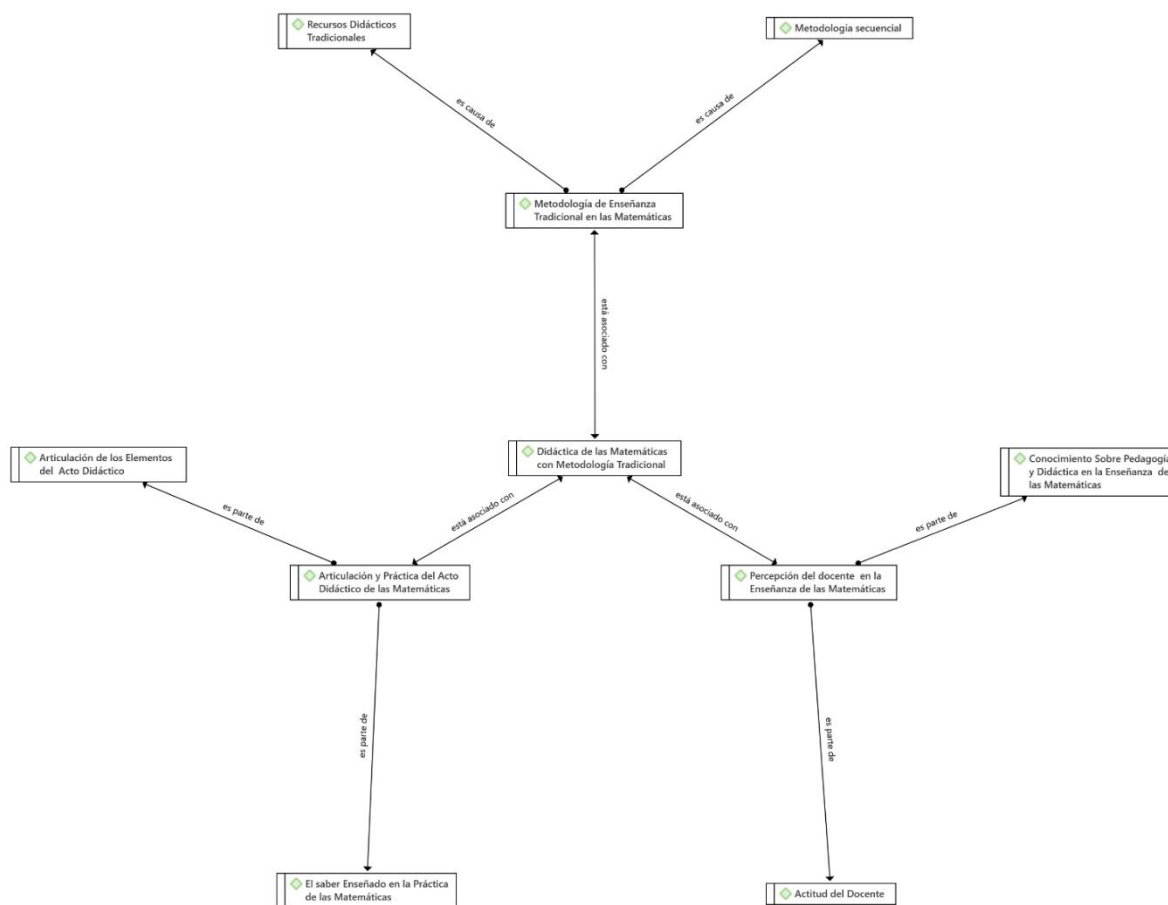 Recursos Didácticos
Tradicionales
Metodología secuencial
es causa de
es causa de
Metodología de Enseñanza
Tradicional en las Matemáticas
está asociado con
Didáctica de las Matemáticas
con Metodología Tradicional
Articulación de los Elementos
del Acto Didáctico
Conocimiento Sobre Pedagogía
y Didáctica en la Enseñanza de
las Matemáticas
es parte de
está asociado con
está asociado con
es parte de
Articulación y Práctica del Acto
Didáctico de las Matemáticas
Percepción del docente en la
Enseñanza de las Matemáticas
es parte de
es parte de
El saber Enseñado en la Práctica
de las Matemáticas
Actitud del Docente